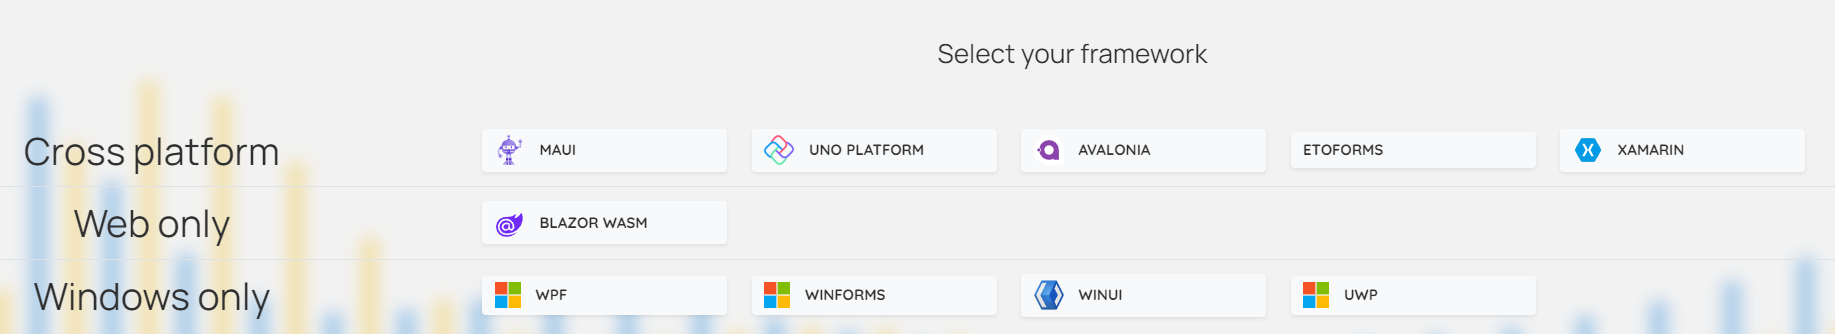 Select your framework
Cross platform MAUI UNO PLATFORM AVALONIA ETOFORMS XAMARIN
Web only BLAZOR WASM
Windows only WPF WINFORMS WINUI UWP